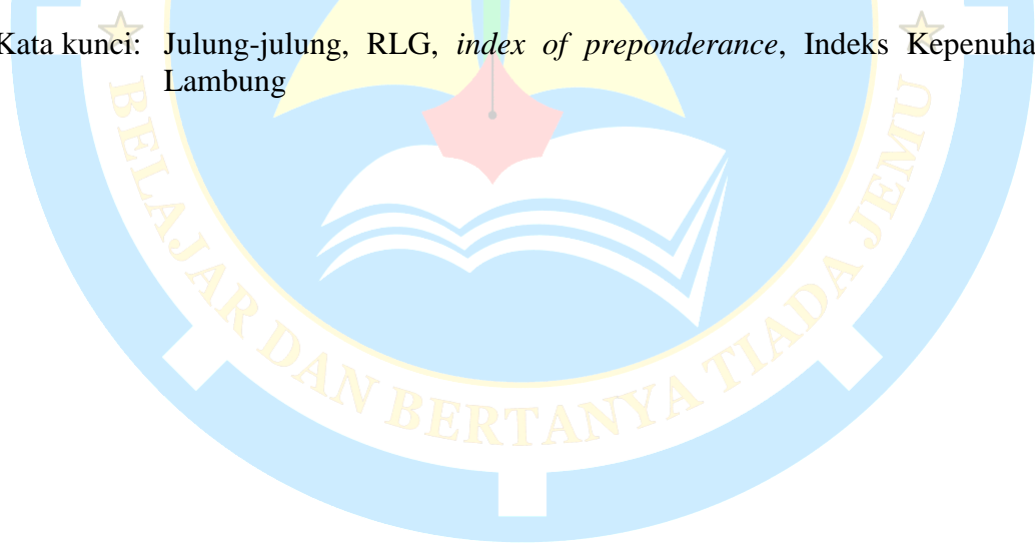 Kata kunci: Julung-julung, RLG, index of preponderance, Indeks Kepenuha
Lambung
BELAJAR DAN BERTANYA TIADA JEMU